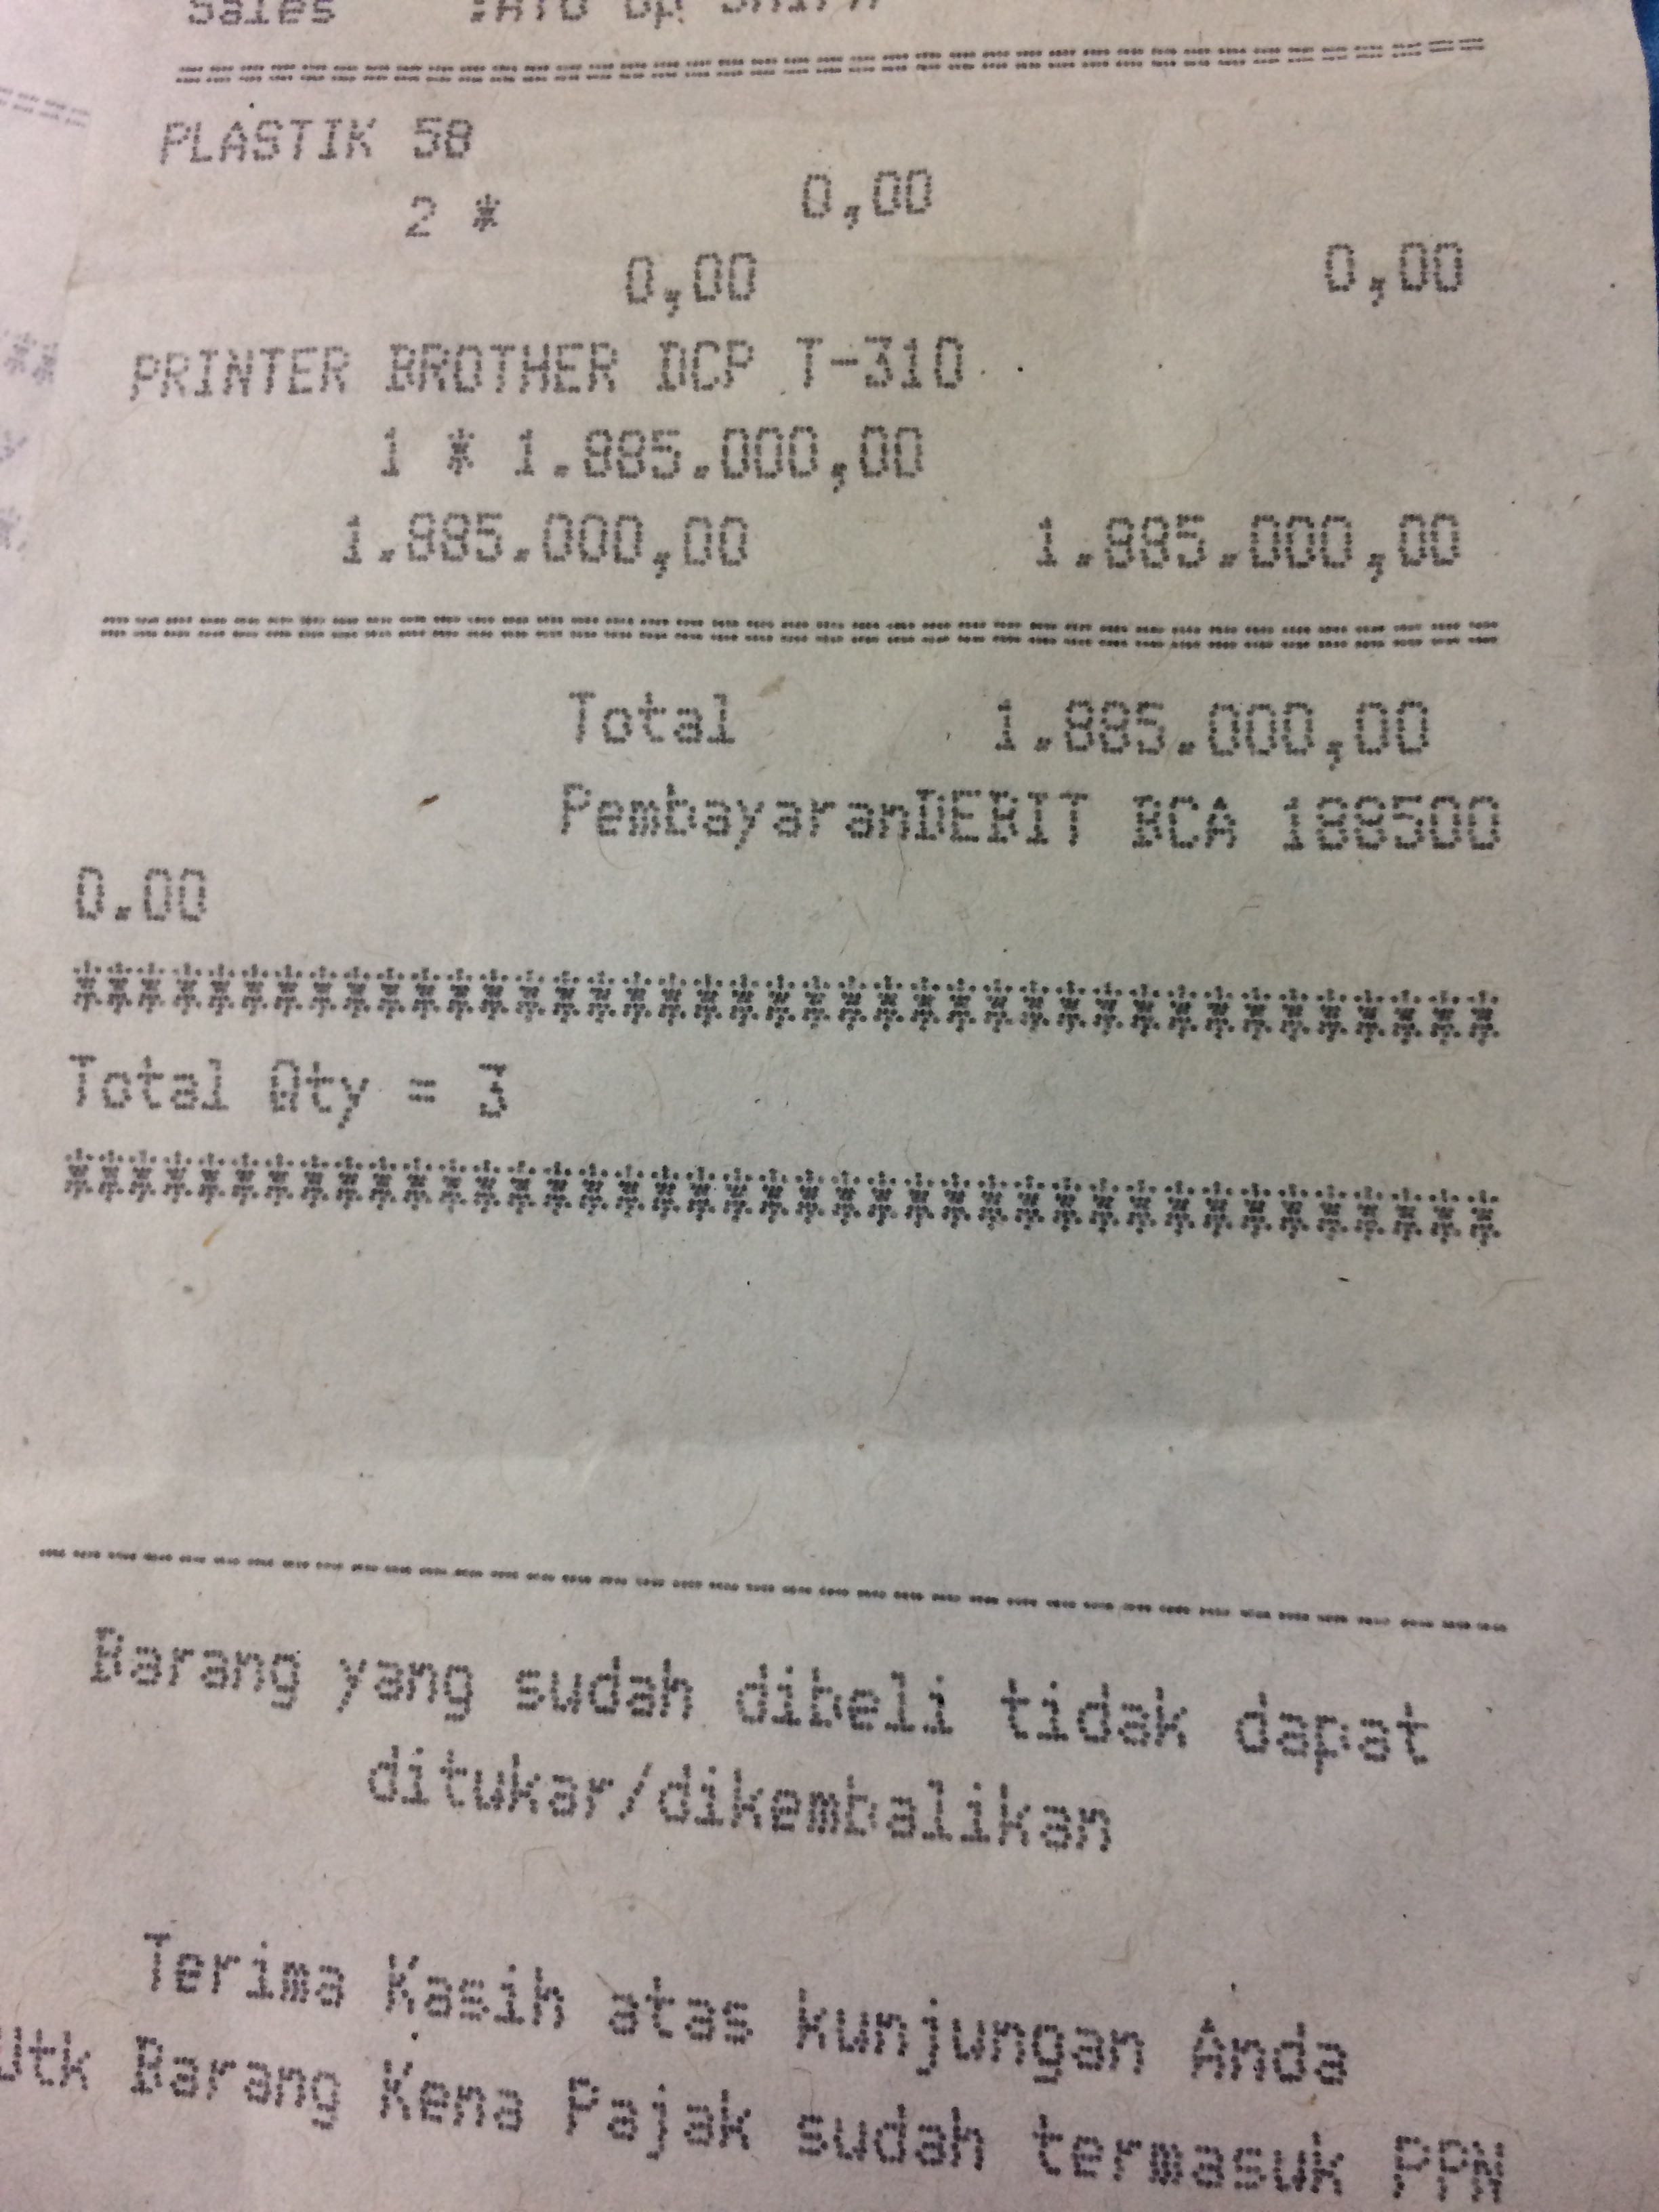 Sales
==========================================
PLASTIK 58
2 * 0,00
0,00 0,00
PRINTER BROTHER DCP T-310
1 * 1.885.000,00
1.885.000,00 1.885.000,00
==========================================
Total 1.885.000,00
PembayaranDEBIT BCA 188500
0.00
****************************************
Total Qty = 3
****************************************
----------------------------------------
Barang yang sudah dibeli tidak dapat
ditukar/dikembalikan
Terima Kasih atas kunjungan Anda
Utk Barang Kena Pajak sudah termasuk PPN